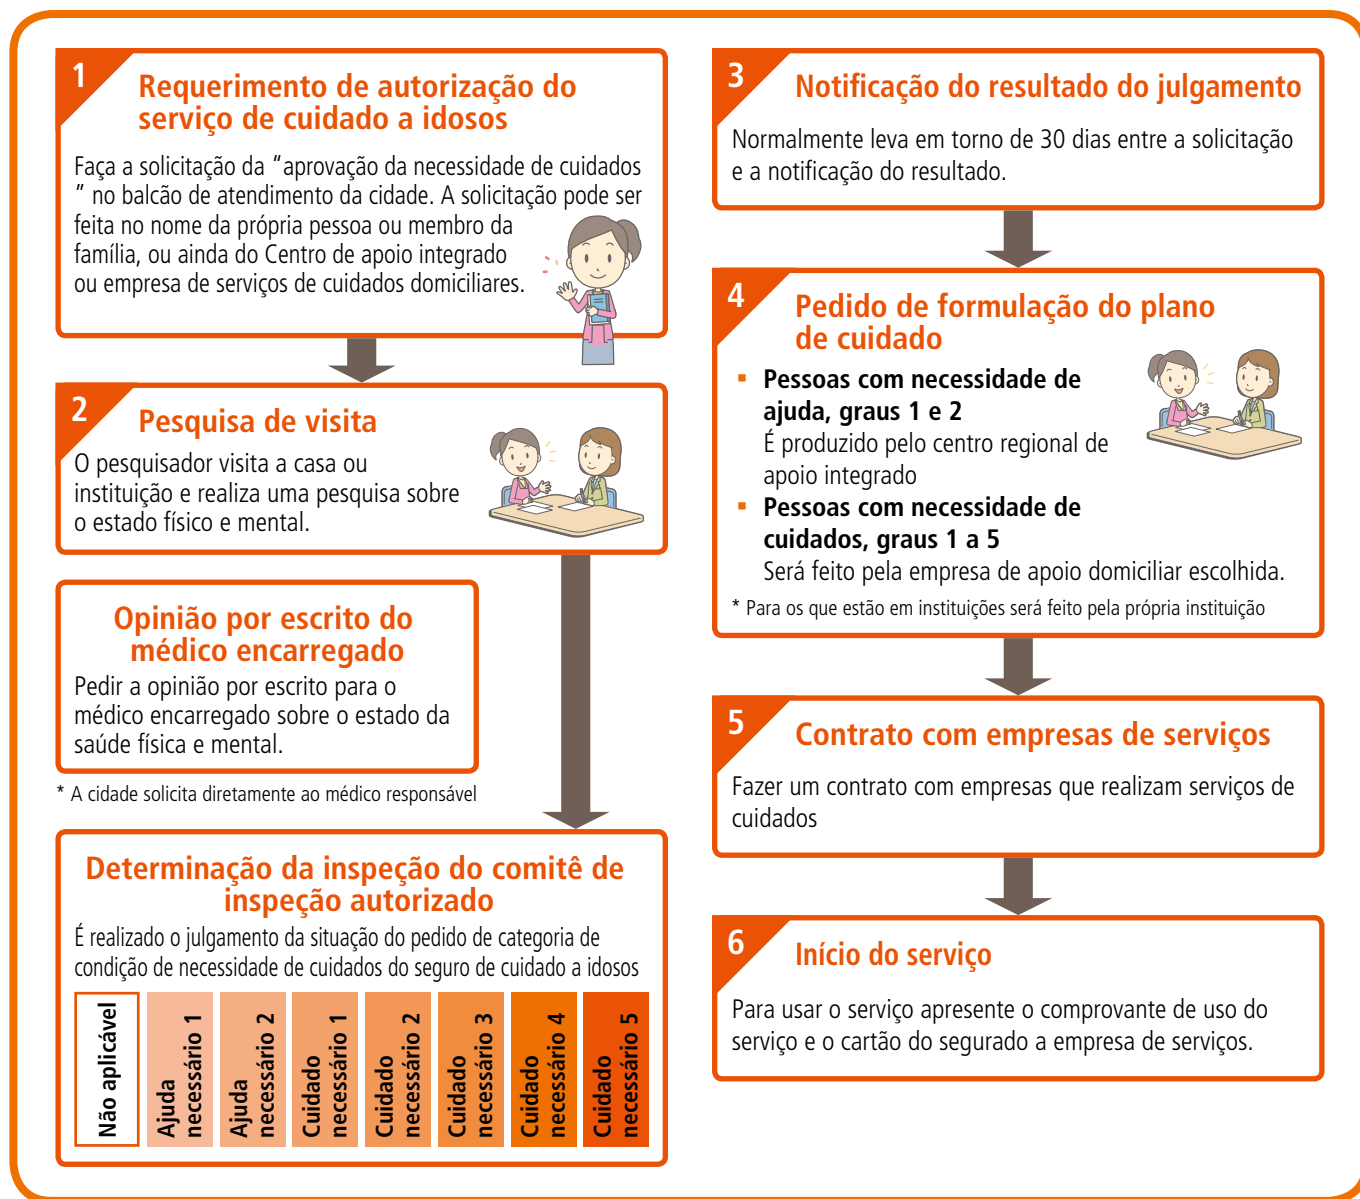 1
Requerimento de autorização do
serviço de cuidado a idosos
Faça a solicitação da “aprovação da necessidade de cuidados
” no balcão de atendimento da cidade. A solicitação pode ser
feita no nome da própria pessoa ou membro da
família, ou ainda do Centro de apoio integrado
ou empresa de serviços de cuidados domiciliares.
2
Pesquisa de visita
O pesquisador visita a casa ou
instituição e realiza uma pesquisa sobre
o estado físico e mental.
Opinião por escrito do
médico encarregado
Pedir a opinião por escrito para o
médico encarregado sobre o estado da
saúde física e mental.
* A cidade solicita diretamente ao médico responsável
Determinação da inspeção do comitê de
inspeção autorizado
É realizado o julgamento da situação do pedido de categoria de
condição de necessidade de cuidados do seguro de cuidado a idosos
Não aplicável
Ajuda
necessário 1
Ajuda
necessário 2
Cuidado
necessário 1
Cuidado
necessário 2
Cuidado
necessário 3
Cuidado
necessário 4
Cuidado
necessário 5
3
Notificação do resultado do julgamento
Normalmente leva em torno de 30 dias entre a solicitação
e a notificação do resultado.
4
Pedido de formulação do plano
de cuidado
▪ Pessoas com necessidade de
ajuda, graus 1 e 2
É produzido pelo centro regional de
apoio integrado
▪ Pessoas com necessidade de
cuidados, graus 1 a 5
Será feito pela empresa de apoio domiciliar escolhida.
* Para os que estão em instituições será feito pela própria instituição
5
Contrato com empresas de serviços
Fazer um contrato com empresas que realizam serviços de
cuidados
6
Início do serviço
Para usar o serviço apresente o comprovante de uso do
serviço e o cartão do segurado a empresa de serviços.